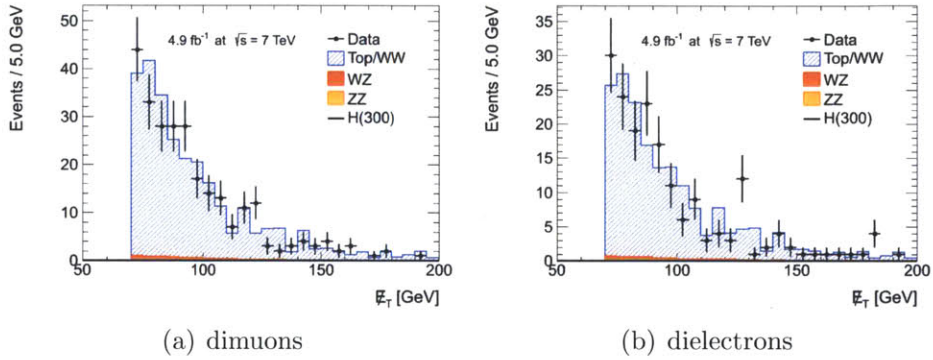 Events / 5.0 GeV
50
40
30
20
10
0
4.9 fb⁻¹ at √s = 7 TeV
Data
Top/WW
WZ
ZZ
H(300)
50
100
150
200
E̸_T [GeV]
(a) dimuons
Events / 5.0 GeV
35
30
25
20
15
10
5
0
4.9 fb⁻¹ at √s = 7 TeV
Data
Top/WW
WZ
ZZ
H(300)
50
100
150
200
E̸_T [GeV]
(b) dielectrons